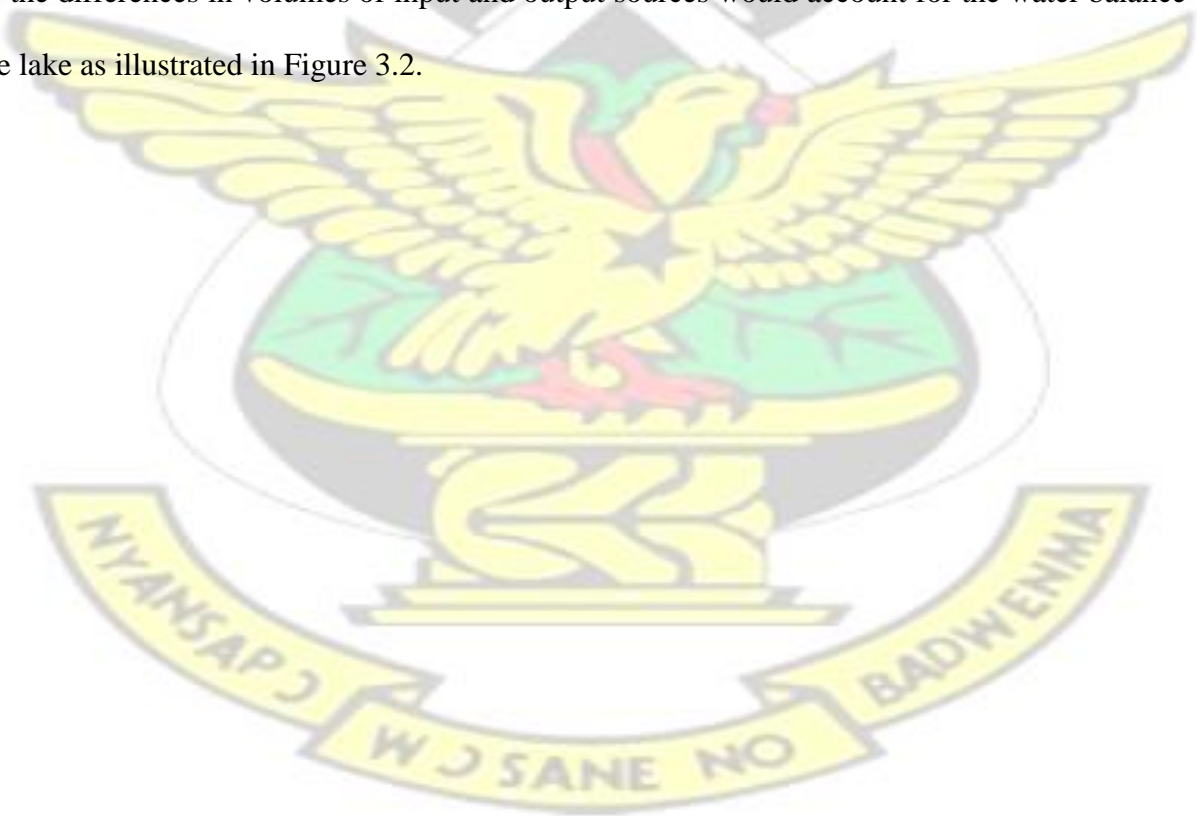 the differences in volumes of input and output sources would account for the water balance
e lake as illustrated in Figure 3.2.
NYANSAPƆ
WƆSANE NO
BADWENMA